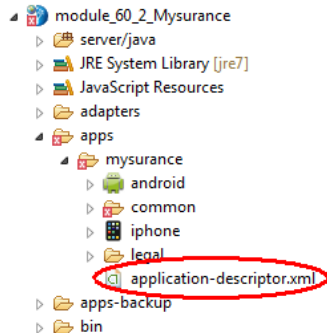 module_60_2_Mysurance
server/java
JRE System Library [jre7]
JavaScript Resources
adapters
apps
mysurance
android
common
iphone
legal
application-descriptor.xml
apps-backup
bin